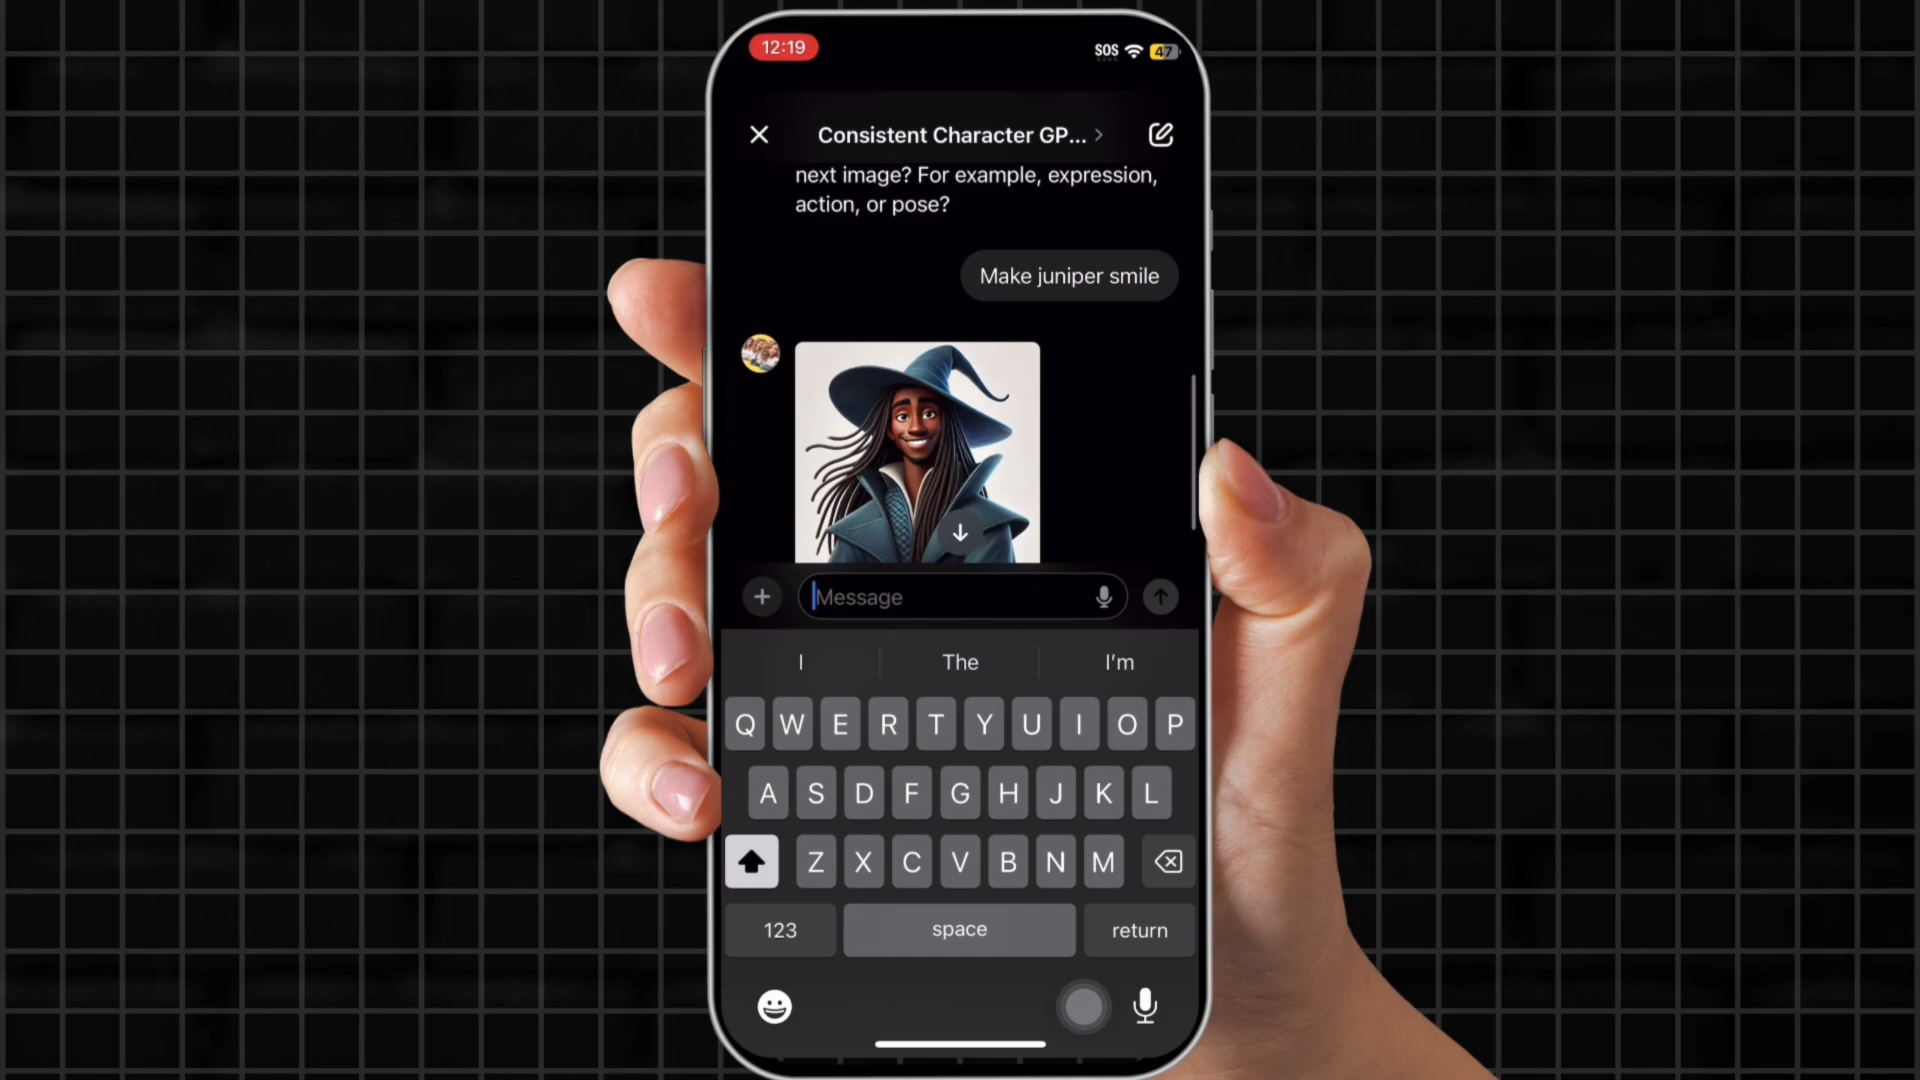 12:19
SOS
47
Consistent Character GP...
next image? For example, expression,
action, or pose?
Make juniper smile
Message
I
The
I'm
Q W E R T Y U I O P
A S D F G H J K L
Z X C V B N M
123
space
return